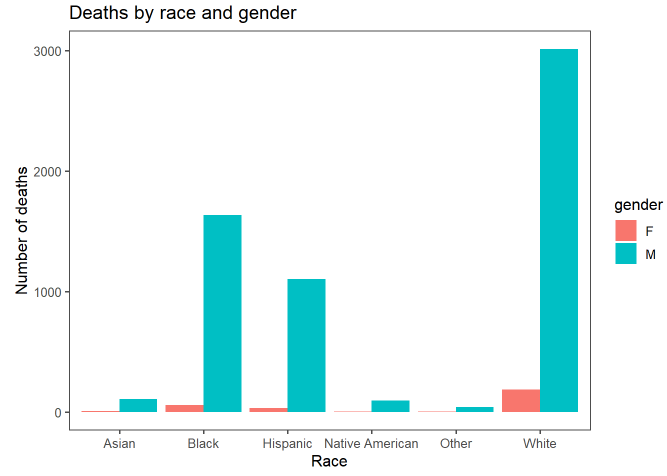 Deaths by race and gender
Number of deaths
3000
2000
1000
0
Asian
Black
Hispanic
Native American
Other
White
Race
gender
F
M